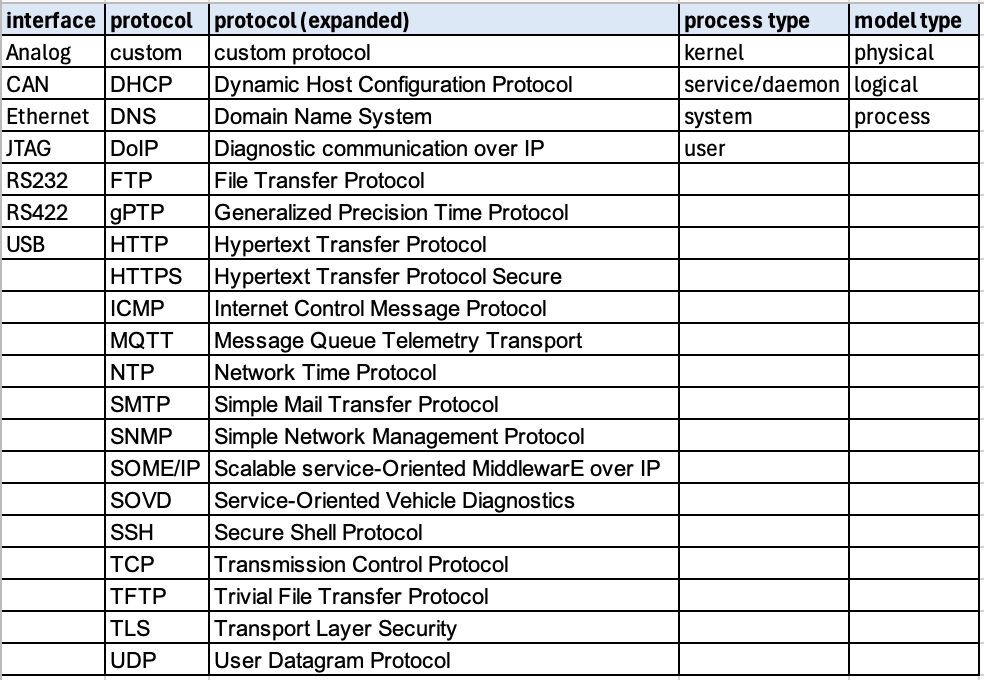 interface protocol protocol (expanded) process type model type
Analog custom custom protocol kernel physical
CAN DHCP Dynamic Host Configuration Protocol service/daemon logical
Ethernet DNS Domain Name System system process
JTAG DoIP Diagnostic communication over IP user
RS232 FTP File Transfer Protocol
RS422 gPTP Generalized Precision Time Protocol
USB HTTP Hypertext Transfer Protocol
HTTPS Hypertext Transfer Protocol Secure
ICMP Internet Control Message Protocol
MQTT Message Queue Telemetry Transport
NTP Network Time Protocol
SMTP Simple Mail Transfer Protocol
SNMP Simple Network Management Protocol
SOME/IP Scalable service-Oriented MiddlewarE over IP
SOVD Service-Oriented Vehicle Diagnostics
SSH Secure Shell Protocol
TCP Transmission Control Protocol
TFTP Trivial File Transfer Protocol
TLS Transport Layer Security
UDP User Datagram Protocol